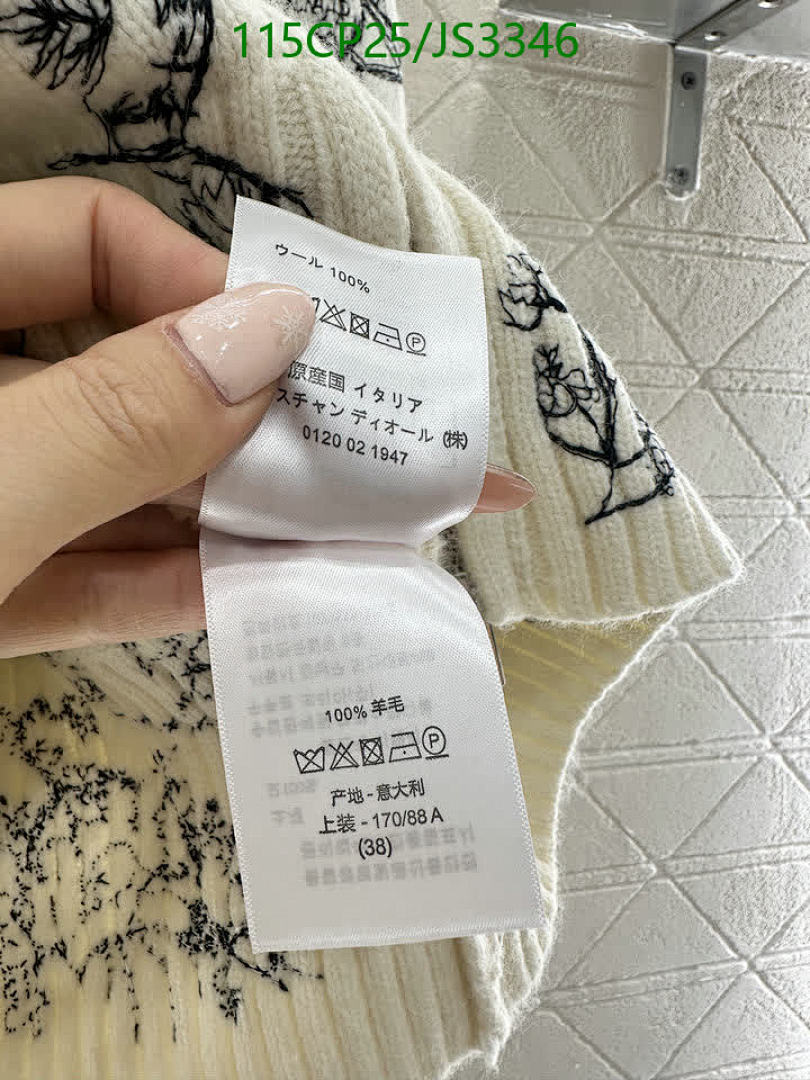 115CP25/JS3346
ウール 100%
P
原産国 イタリア
スチャン ディオール (株)
0120 02 1947
100% 羊毛
P
产地 - 意大利
上装 - 170/88 A
(38)